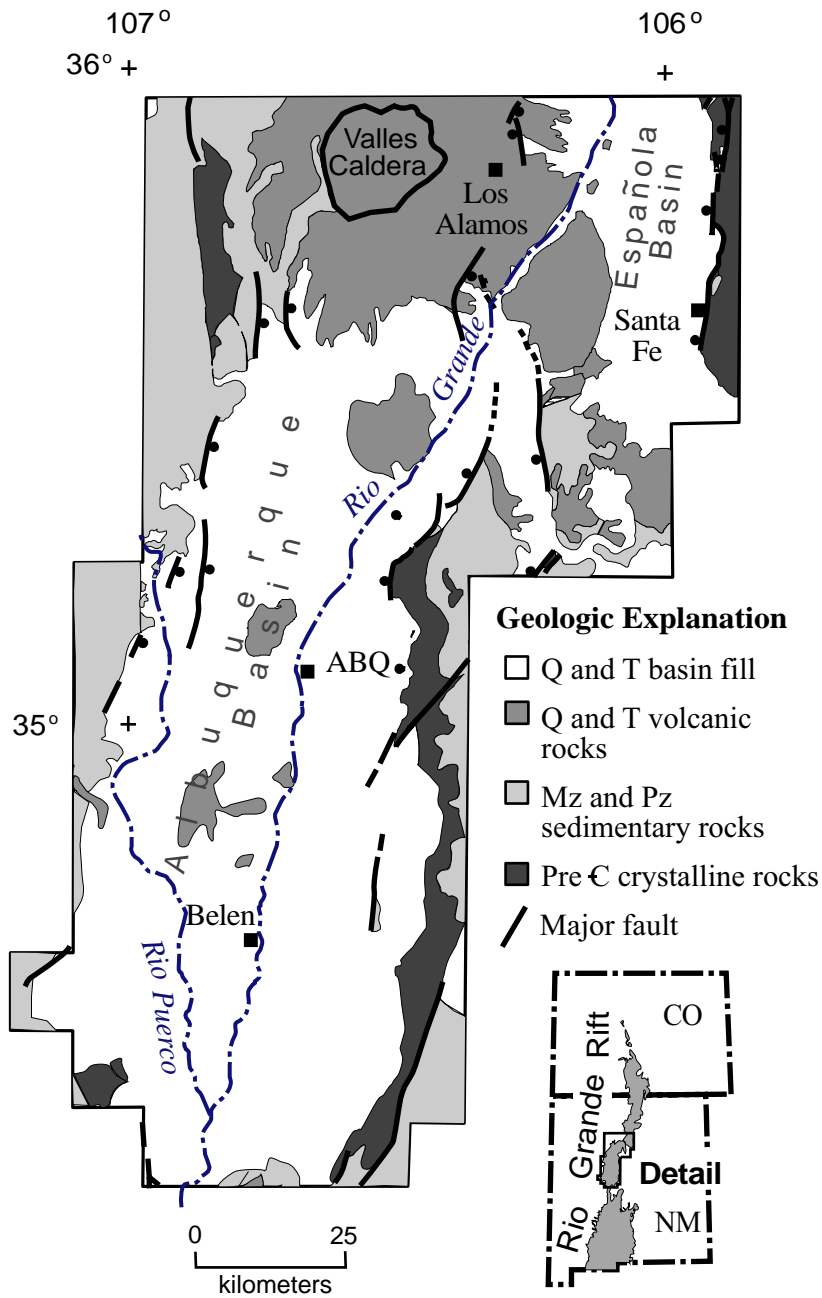 107°
106°
36°
Valles
Caldera
Los
Alamos
Española
Basin
Santa
Fe
Rio Grande
Albuquerque
Basin
ABQ
35°
Belen
Rio Puerco
Geologic Explanation
Q and T basin fill
Q and T volcanic
rocks
Mz and Pz
sedimentary rocks
Pre-Є crystalline rocks
Major fault
CO
Rio Grande Rift
Detail
NM
0 25
kilometers